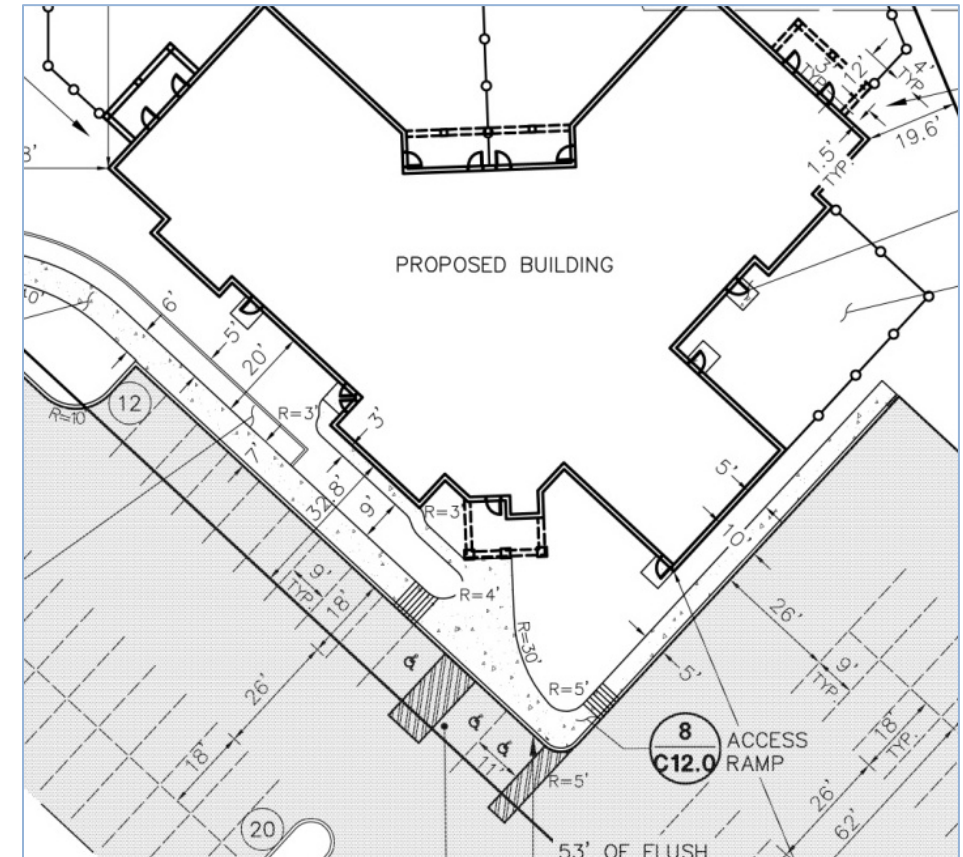 3'
12'
4'
TYP.
TYP.
19.6'
1.5'
TYP.
8'
PROPOSED BUILDING
6'
5'
20'
R=3'
3'
12
R=10'
7'
32.8'
9'
R=3'
5'
10'
9'
TYP.
18'
R=4'
26'
9'
TYP.
R=30'
5'
R=5'
26'
18'
18'
TYP.
8
C12.0
ACCESS
RAMP
11'
R=5'
26'
62'
20
53' OF FLUSH